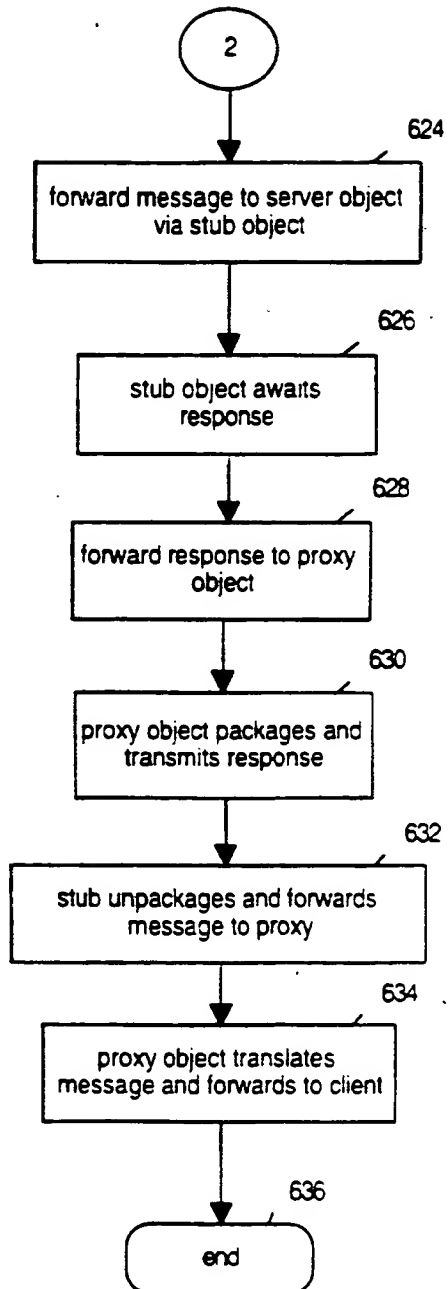 2
624
forward message to server object
via stub object
626
stub object awaits
response
628
forward response to proxy
object
630
proxy object packages and
transmits response
632
stub unpackages and forwards
message to proxy
634
proxy object translates
message and forwards to client
636
end